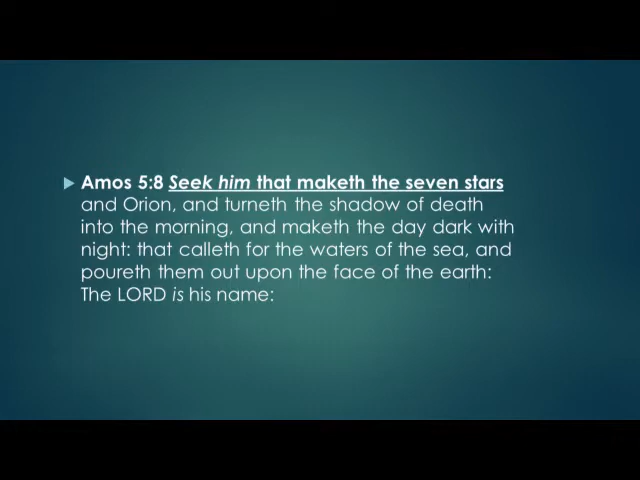 Amos 5:8 Seek him that maketh the seven stars
and Orion, and turneth the shadow of death
into the morning, and maketh the day dark with
night: that calleth for the waters of the sea, and
poureth them out upon the face of the earth:
The LORD is his name: